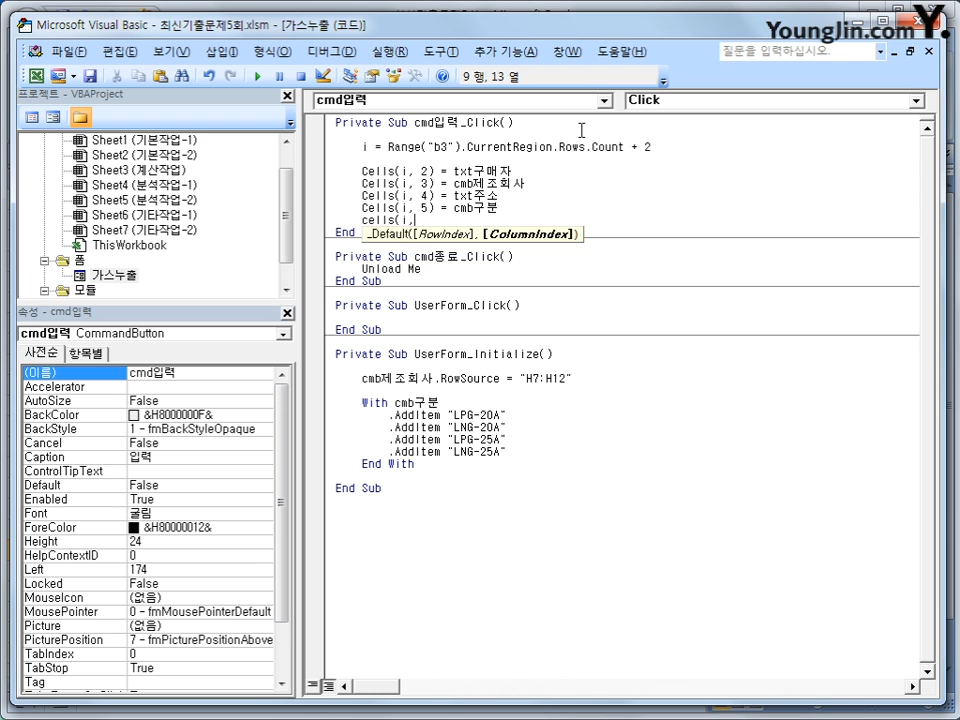 Microsoft Visual Basic - 최신기출문제5회.xlsm - [가스누출 (코드)]
Younglin.com Y.
파일(F) 편집(E) 보기(V) 삽입(I) 형식(O) 디버그(D) 실행(R) 도구(T) 추가 기능(A) 창(W) 도움말(H)
질문을 입력하십시오.
9 행, 13 열
프로젝트 - VBAProject
Sheet1 (기본작업-1)
Sheet2 (기본작업-2)
Sheet3 (계산작업)
Sheet4 (분석작업-1)
Sheet5 (분석작업-2)
Sheet6 (기타작업-1)
Sheet7 (기타작업-2)
ThisWorkbook
폼
가스누출
모듈
속성 - cmd입력
cmd입력 CommandButton
사전순 항목별
(이름) cmd입력
Accelerator
AutoSize False
BackColor &H8000000F&
BackStyle 1 - fmBackStyleOpaque
Cancel False
Caption 입력
ControlTipText
Default False
Enabled True
Font 굴림
ForeColor &H80000012&
Height 24
HelpContextID 0
Left 174
Locked False
MouseIcon (없음)
MousePointer 0 - fmMousePointerDefault
Picture (없음)
PicturePosition 7 - fmPicturePositionAbove
TabIndex 0
TabStop True
Tag
cmd입력 Click
Private Sub cmd입력_Click()
i = Range("b3").CurrentRegion.Rows.Count + 2
Cells(i, 2) = txt구매자
Cells(i, 3) = cmb제조회사
Cells(i, 4) = txt주소
Cells(i, 5) = cmb구분
cells(i,
End _Default([RowIndex], [ColumnIndex])
Private Sub cmd종료_Click()
Unload Me
End Sub
Private Sub UserForm_Click()
End Sub
Private Sub UserForm_Initialize()
cmb제조회사.RowSource = "H7:H12"
With cmb구분
.AddItem "LPG-20A"
.AddItem "LNG-20A"
.AddItem "LPG-25A"
.AddItem "LNG-25A"
End With
End Sub